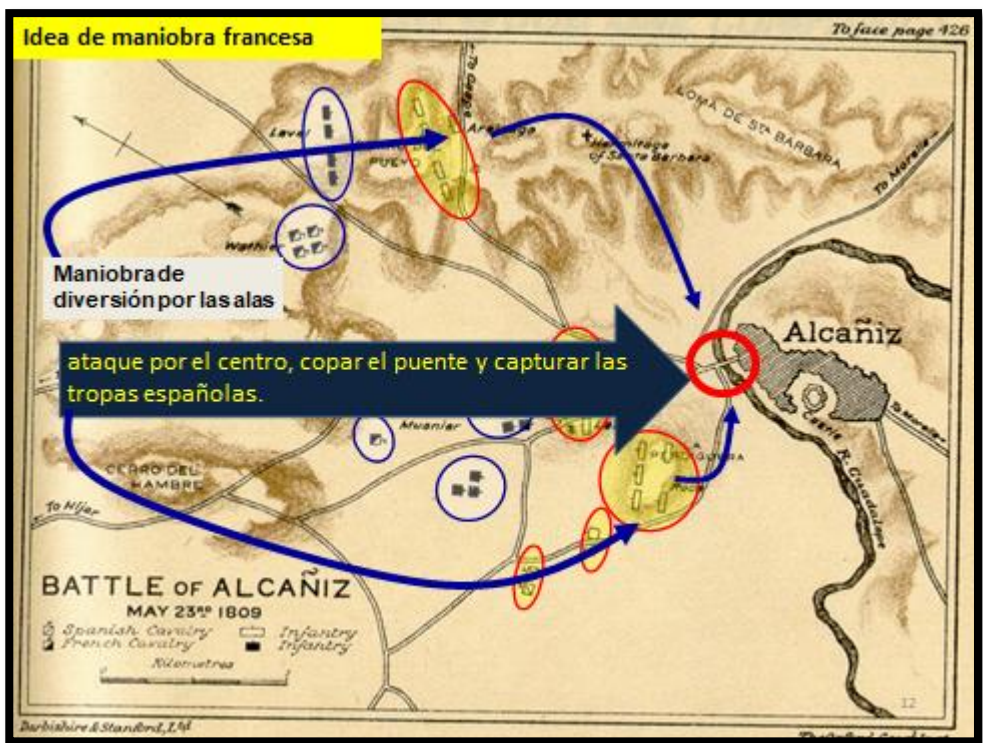 Idea de maniobra francesa
To face page 426
To Caspe
Laval
PUEY
Hermitage
of Santa Barbara
LOMA DE STA BARBARA
To Morella
Wathier
Maniobra de
diversión por las alas
Alcañiz
ataque por el centro, copar el puente y capturar las
tropas españolas.
Castle
R. Guadalope
Musnier
CERRO DEL
HAMBRE
To Hijar
BATTLE OF ALCAÑIZ
MAY 23RD 1809
Spanish Cavalry
Infantry
French Cavalry
Infantry
Kilometres
12
Darbishire & Stanford, Ltd